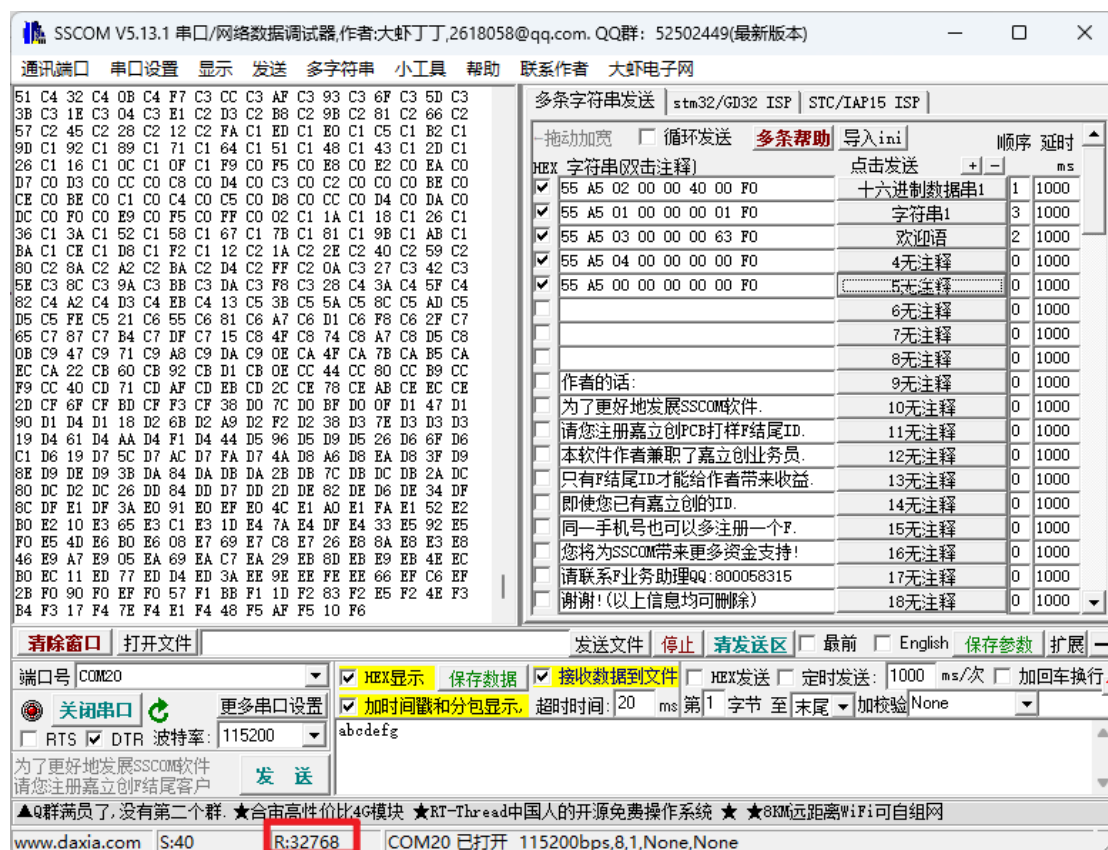 SSCOM V5.13.1 串口/网络数据调试器,作者:大虾丁丁,2618058@qq.com. QQ群: 52502449(最新版本)
通讯端口 串口设置 显示 发送 多字符串 小工具 帮助 联系作者 大虾电子网
51 C4 32 C4 0B C4 F7 C3 CC C3 AF C3 93 C3 6F C3 5D C3
3B C3 1E C3 04 C3 E1 C2 D3 C2 B8 C2 9B C2 81 C2 66 C2
57 C2 45 C2 28 C2 12 C2 FA C1 ED C1 E0 C1 C5 C1 B2 C1
9D C1 92 C1 89 C1 71 C1 64 C1 51 C1 48 C1 43 C1 2D C1
26 C1 16 C1 0C C1 0F C1 F9 C0 F5 C0 E8 C0 E2 C0 EA C0
D7 C0 D3 C0 CC C0 C8 C0 D4 C0 C3 C0 C2 C0 C0 C0 BE C0
CE C0 BE C0 C1 C0 C4 C0 C5 C0 D8 C0 CC C0 D4 C0 DA C0
DC C0 F0 C0 E9 C0 F5 C0 FF C0 02 C1 1A C1 18 C1 26 C1
36 C1 3A C1 52 C1 58 C1 67 C1 7B C1 81 C1 9B C1 AB C1
BA C1 CE C1 D8 C1 F2 C1 12 C2 1A C2 2E C2 40 C2 59 C2
80 C2 8A C2 A2 C2 BA C2 D4 C2 FF C2 0A C3 27 C3 42 C3
5E C3 8C C3 9A C3 BB C3 DA C3 F8 C3 28 C4 3A C4 5F C4
82 C4 A2 C4 D3 C4 EB C4 13 C5 3B C5 5A C5 8C C5 AD C5
D5 C5 FE C5 21 C6 55 C6 81 C6 A7 C6 D1 C6 F8 C6 2F C7
65 C7 87 C7 B4 C7 DF C7 15 C8 4F C8 74 C8 A7 C8 D5 C8
0B C9 47 C9 71 C9 A8 C9 DA C9 0E CA 4F CA 7B CA B5 CA
EC CA 22 CB 60 CB 92 CB D1 CB 0E CC 44 CC 80 CC B9 CC
F9 CC 40 CD 71 CD AF CD EB CD 2C CE 78 CE AB CE EC CE
2D CF 6F CF BD CF F3 CF 38 D0 7C D0 BF D0 0F D1 47 D1
90 D1 D4 D1 18 D2 6B D2 A9 D2 F2 D2 38 D3 7E D3 D3 D3
19 D4 61 D4 AA D4 F1 D4 44 D5 96 D5 D9 D5 26 D6 6F D6
C1 D6 19 D7 5C D7 AC D7 FA D7 4A D8 A6 D8 EA D8 3F D9
8E D9 DE D9 3B DA 84 DA DB DA 2B DB 7C DB DC DB 2A DC
80 DC D2 DC 26 DD 84 DD D7 DD 2D DE 82 DE D6 DE 34 DF
8C DF E1 DF 3A E0 91 E0 EF E0 4C E1 A0 E1 FA E1 52 E2
B0 E2 10 E3 65 E3 C1 E3 1D E4 7A E4 DF E4 33 E5 92 E5
F0 E5 4D E6 B0 E6 08 E7 69 E7 C8 E7 26 E8 8A E8 E3 E8
46 E9 A7 E9 05 EA 69 EA C7 EA 29 EB 8D EB E9 EB 4E EC
B0 EC 11 ED 77 ED D4 ED 3A EE 9E EE FE EE 66 EF C6 EF
2B F0 90 F0 EF F0 57 F1 BB F1 1D F2 83 F2 E5 F2 4E F3
B4 F3 17 F4 7E F4 E1 F4 48 F5 AF F5 10 F6
多条字符串发送 stm32/GD32 ISP STC/IAP15 ISP
←拖动加宽 循环发送 多条帮助 导入ini 顺序 延时
HEX 字符串(双击注释) 点击发送 + − ms
55 A5 02 00 00 40 00 F0 十六进制数据串1 1 1000
55 A5 01 00 00 00 01 F0 字符串1 3 1000
55 A5 03 00 00 00 63 F0 欢迎语 2 1000
55 A5 04 00 00 00 00 F0 4无注释 0 1000
55 A5 00 00 00 00 00 F0 5无注释 0 1000
6无注释 0 1000
7无注释 0 1000
8无注释 0 1000
作者的话: 9无注释 0 1000
为了更好地发展SSCOM软件. 10无注释 0 1000
请您注册嘉立创PCB打样F结尾ID. 11无注释 0 1000
本软件作者兼职了嘉立创业务员. 12无注释 0 1000
只有F结尾ID才能给作者带来收益. 13无注释 0 1000
即使您已有嘉立创的ID. 14无注释 0 1000
同一手机号也可以多注册一个F. 15无注释 0 1000
您将为SSCOM带来更多资金支持! 16无注释 0 1000
请联系F业务助理QQ:800058315 17无注释 0 1000
谢谢!(以上信息均可删除) 18无注释 0 1000
清除窗口 打开文件 发送文件 停止 清发送区 最前 English 保存参数 扩展 —
端口号 COM20 HEX显示 保存数据 接收数据到文件 HEX发送 定时发送: 1000 ms/次 加回车换行
关闭串口 更多串口设置 加时间戳和分包显示, 超时时间: 20 ms 第1 字节 至 末尾 加校验 None
RTS DTR 波特率: 115200 abcdefg
为了更好地发展SSCOM软件
请您注册嘉立创F结尾客户 发 送
▲Q群满员了,没有第二个群. ★合宙高性价比4G模块 ★RT-Thread中国人的开源免费操作系统 ★ ★8KM远距离WiFi可自组网
www.daxia.com S:40 R:32768 COM20 已打开 115200bps,8,1,None,None